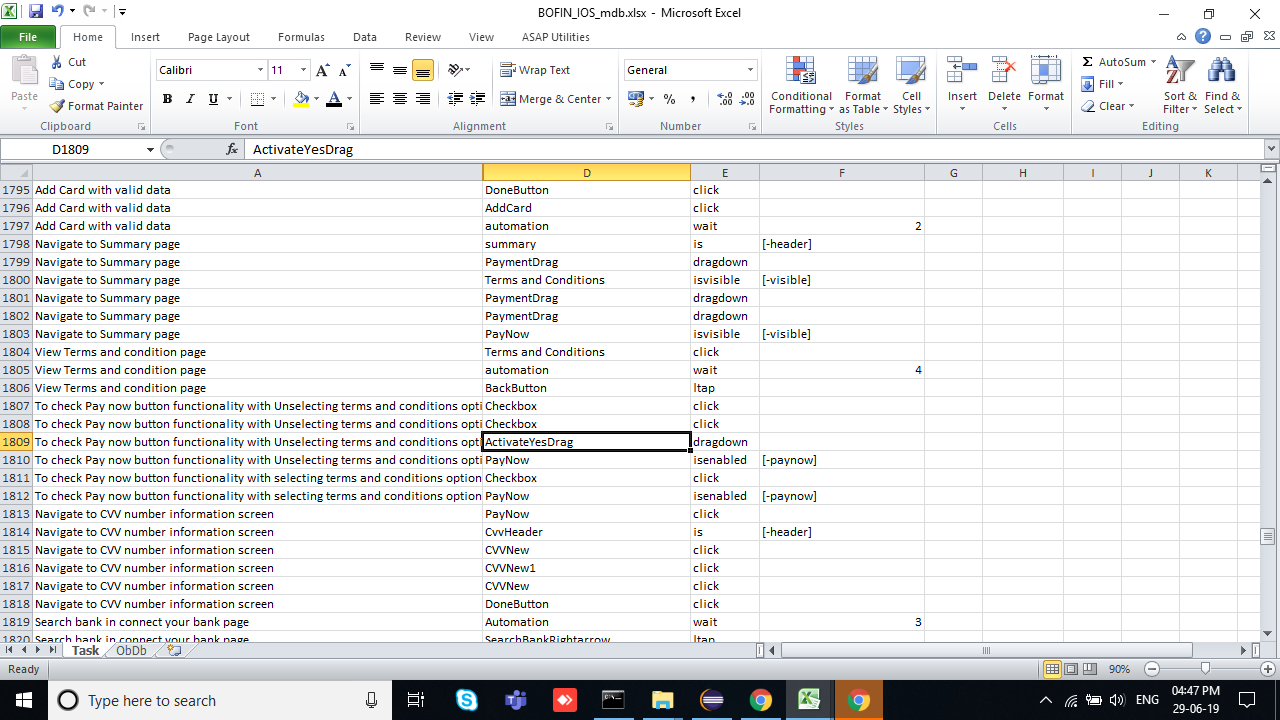 BOFIN_IOS_mdb.xlsx - Microsoft Excel
File Home Insert Page Layout Formulas Data Review View ASAP Utilities
Paste
Cut
Copy
Format Painter
Clipboard
Calibri 11
B I U A
Font
Wrap Text
Merge & Center
Alignment
General
% ,
Number
Conditional Formatting
Format as Table
Cell Styles
Styles
Insert Delete Format
Cells
AutoSum
Fill
Clear
Sort & Filter
Find & Select
Editing
D1809 fx ActivateYesDrag
A D E F G H I J K
1795 Add Card with valid data DoneButton click
1796 Add Card with valid data AddCard click
1797 Add Card with valid data automation wait 2
1798 Navigate to Summary page summary is [-header]
1799 Navigate to Summary page PaymentDrag dragdown
1800 Navigate to Summary page Terms and Conditions isvisible [-visible]
1801 Navigate to Summary page PaymentDrag dragdown
1802 Navigate to Summary page PaymentDrag dragdown
1803 Navigate to Summary page PayNow isvisible [-visible]
1804 View Terms and condition page Terms and Conditions click
1805 View Terms and condition page automation wait 4
1806 View Terms and condition page BackButton ltap
1807 To check Pay now button functionality with Unselecting terms and conditions opti Checkbox click
1808 To check Pay now button functionality with Unselecting terms and conditions opti Checkbox click
1809 To check Pay now button functionality with Unselecting terms and conditions opti ActivateYesDrag dragdown
1810 To check Pay now button functionality with Unselecting terms and conditions opti PayNow isenabled [-paynow]
1811 To check Pay now button functionality with selecting terms and conditions option Checkbox click
1812 To check Pay now button functionality with selecting terms and conditions option PayNow isenabled [-paynow]
1813 Navigate to CVV number information screen PayNow click
1814 Navigate to CVV number information screen CvvHeader is [-header]
1815 Navigate to CVV number information screen CVVNew click
1816 Navigate to CVV number information screen CVVNew1 click
1817 Navigate to CVV number information screen CVVNew click
1818 Navigate to CVV number information screen DoneButton click
1819 Search bank in connect your bank page Automation wait 3
1820 Search bank in connect your bank page SearchBankRightarrow ltap
Task ObDb
Ready 90%
Type here to search
ENG
04:47 PM
29-06-19